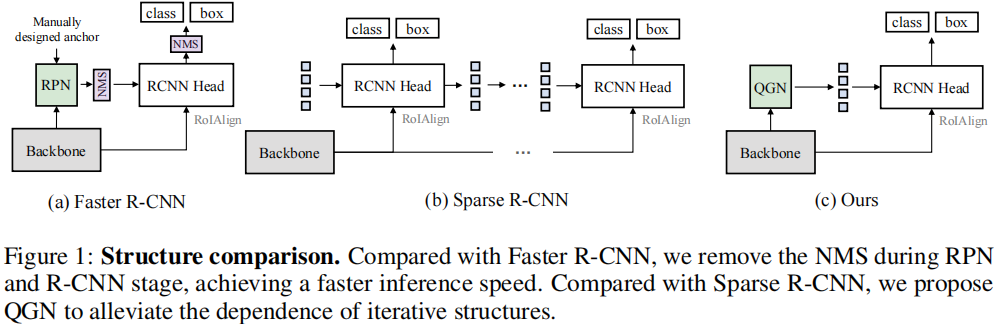 Manually
designed anchor
RPN
NMS
NMS
class
box
RCNN Head
RoIAlign
Backbone
(a) Faster R-CNN
class
box
RCNN Head
RoIAlign
...
class
box
RCNN Head
RoIAlign
Backbone
...
(b) Sparse R-CNN
QGN
class
box
RCNN Head
RoIAlign
Backbone
(c) Ours
Figure 1: Structure comparison. Compared with Faster R-CNN, we remove the NMS during RPN
and R-CNN stage, achieving a faster inference speed. Compared with Sparse R-CNN, we propose
QGN to alleviate the dependence of iterative structures.